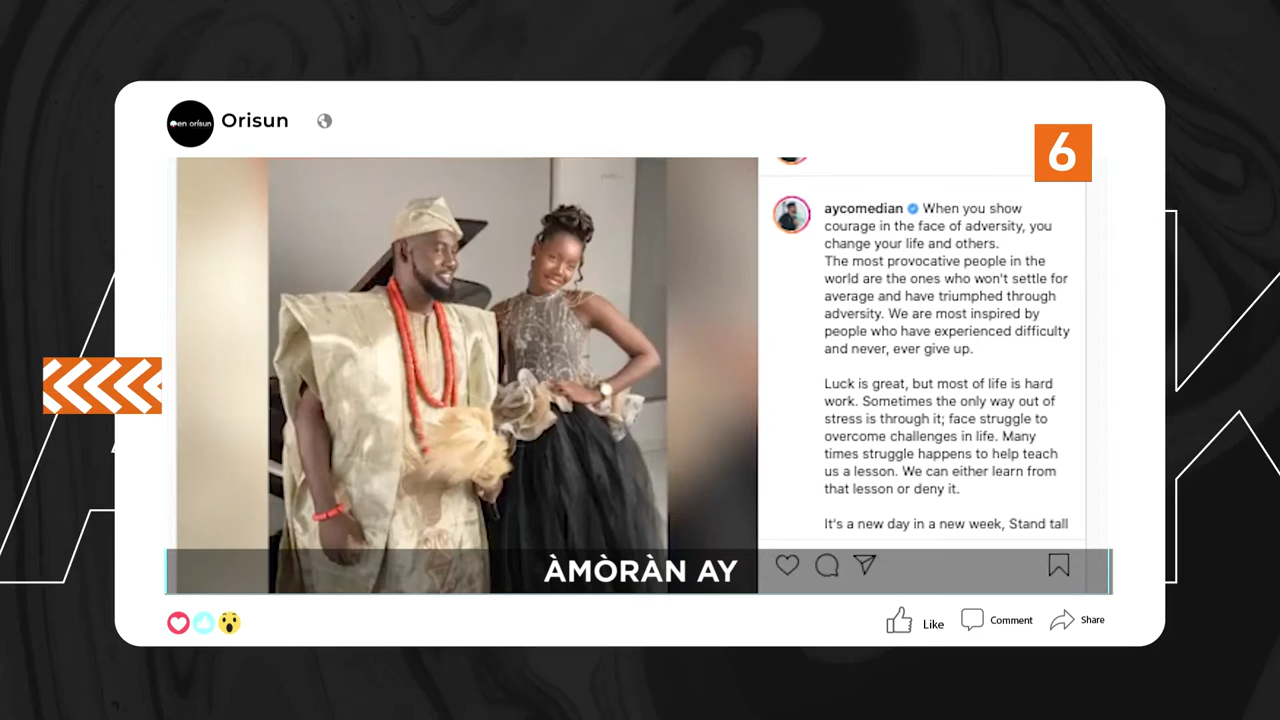 en orisun
Orisun
6
aycomedian When you show
courage in the face of adversity, you
change your life and others.
The most provocative people in the
world are the ones who won't settle for
average and have triumphed through
adversity. We are most inspired by
people who have experienced difficulty
and never, ever give up.
Luck is great, but most of life is hard
work. Sometimes the only way out of
stress is through it; face struggle to
overcome challenges in life. Many
times struggle happens to help teach
us a lesson. We can either learn from
that lesson or deny it.
It's a new day in a new week, Stand tall
ÀMÒRÀN AY
Like
Comment
Share